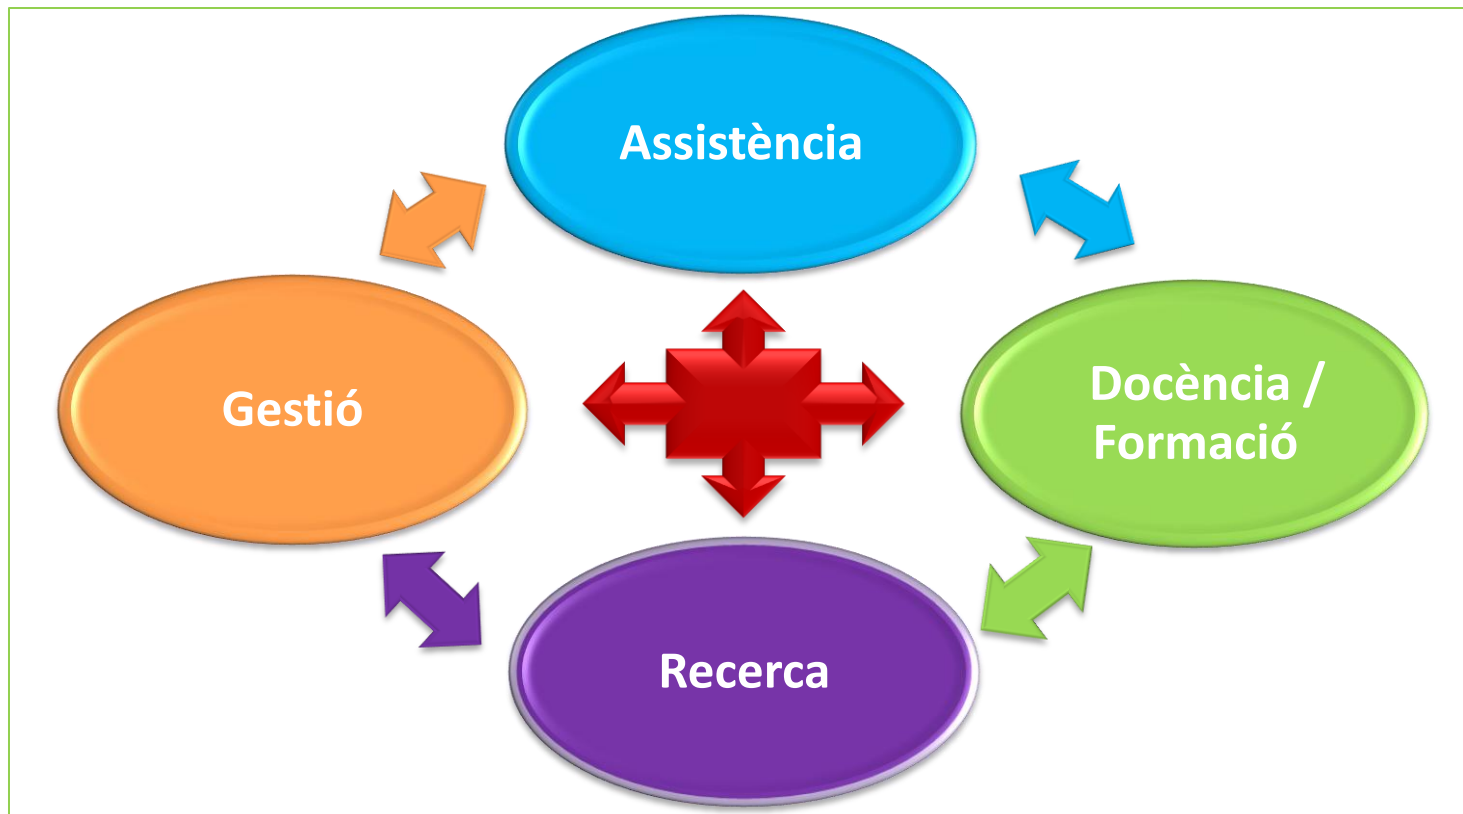 Assistència
Gestió
Docència /
Formació
Recerca